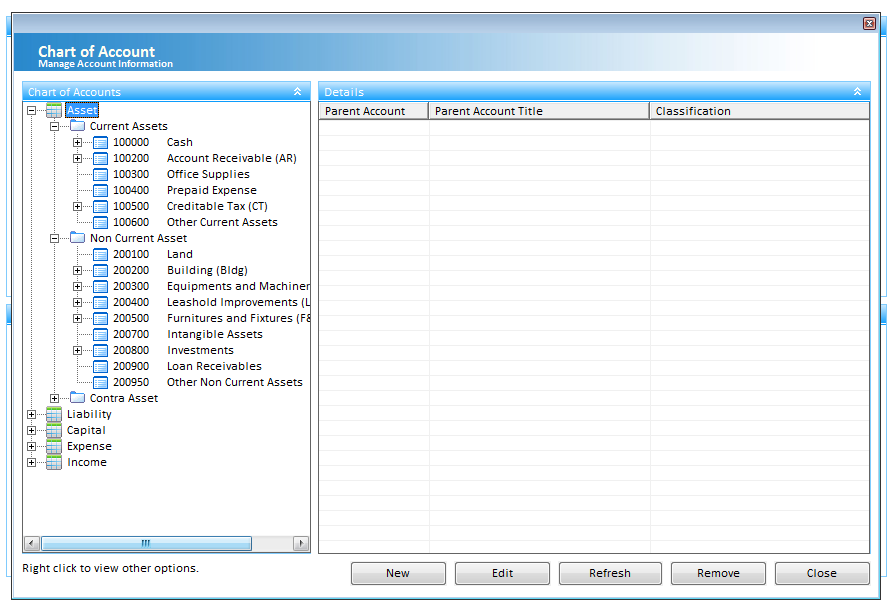 Chart of Account
Manage Account Information
Chart of Accounts
Asset
Current Assets
100000 Cash
100200 Account Receivable (AR)
100300 Office Supplies
100400 Prepaid Expense
100500 Creditable Tax (CT)
100600 Other Current Assets
Non Current Asset
200100 Land
200200 Building (Bldg)
200300 Equipments and Machiner
200400 Leashold Improvements (L
200500 Furnitures and Fixtures (F&
200700 Intangible Assets
200800 Investments
200900 Loan Receivables
200950 Other Non Current Assets
Contra Asset
Liability
Capital
Expense
Income
Right click to view other options.
Details
Parent Account Parent Account Title Classification
New Edit Refresh Remove Close